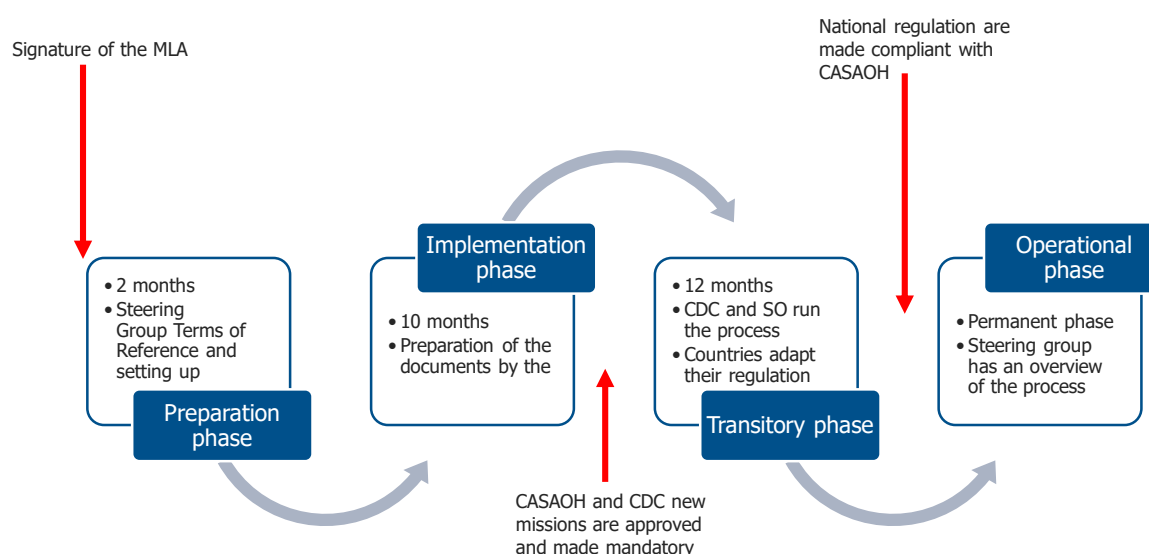 Signature of the MLA
National regulation are
made compliant with
CASAOH
• 2 months
• Steering
Group Terms of
Reference and
setting up
Preparation
phase
Implementation
phase
• 10 months
• Preparation of the
documents by the
CASAOH and CDC new
missions are approved
and made mandatory
• 12 months
• CDC and SO run
the process
• Countries adapt
their regulation
Transitory phase
Operational
phase
• Permanent phase
• Steering group
has an overview
of the process